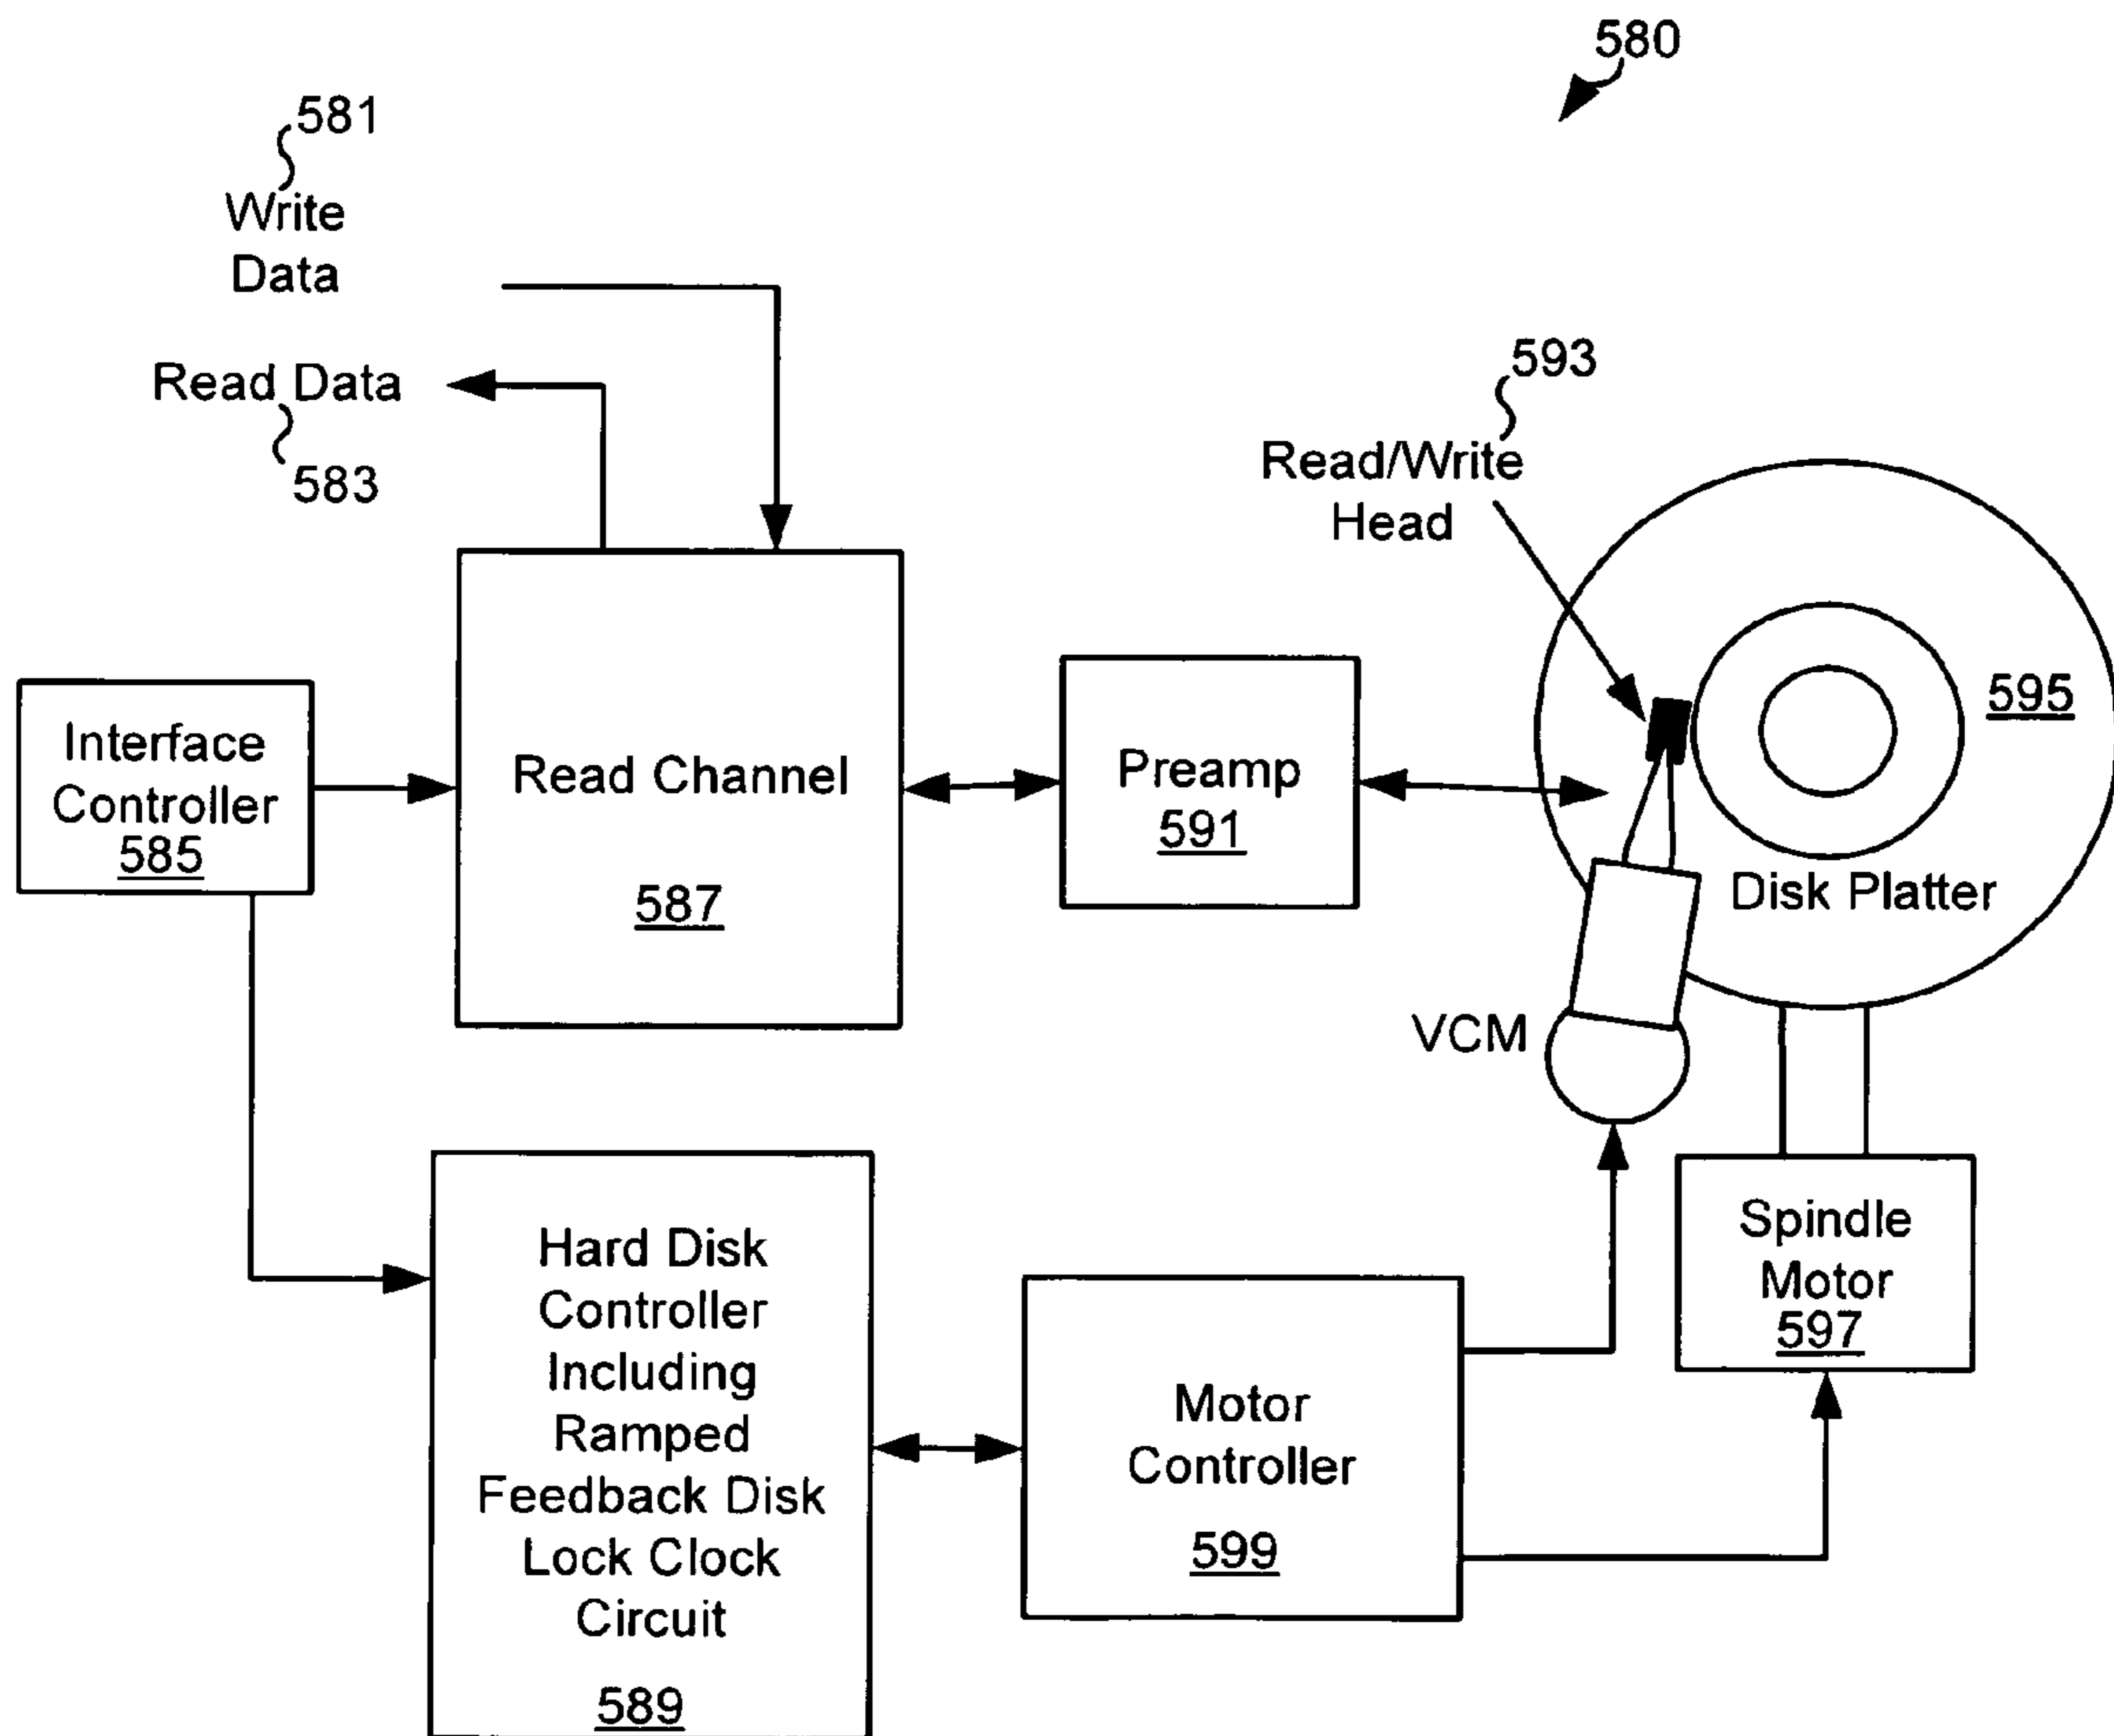 580
581
Write
Data
Read Data
583
593
Read/Write
Head
Interface
Controller
585
Read Channel
587
Preamp
591
595
Disk Platter
VCM
Hard Disk
Controller
Including
Ramped
Feedback Disk
Lock Clock
Circuit
589
Motor
Controller
599
Spindle
Motor
597